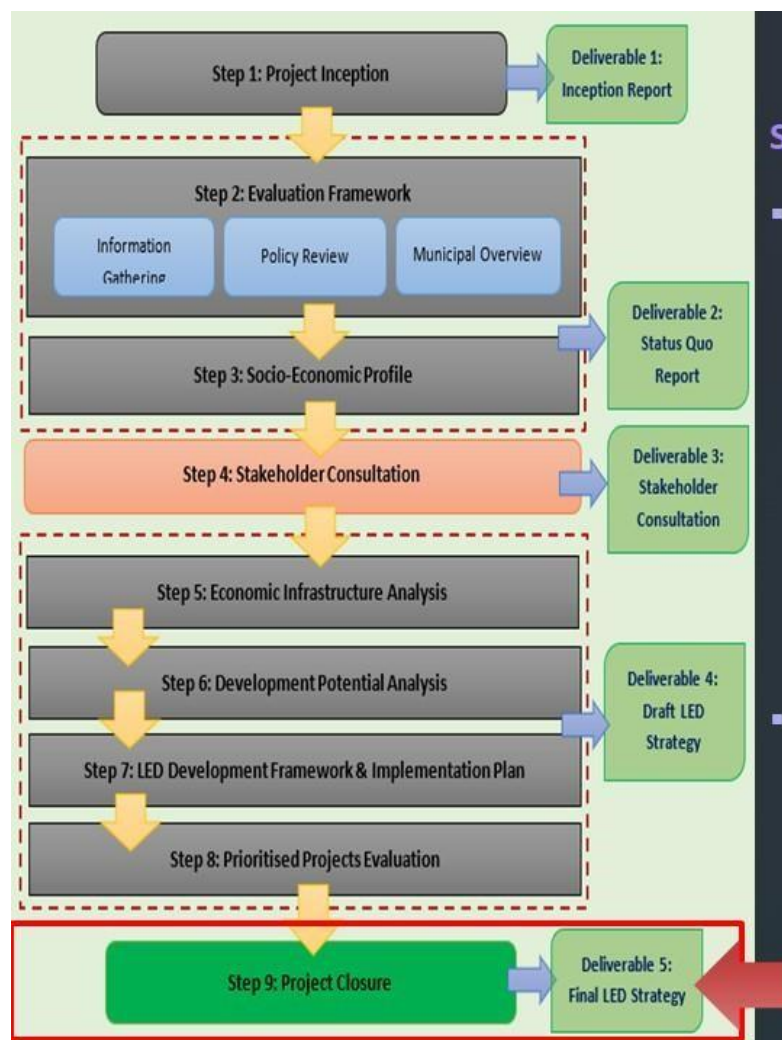 Step 1: Project Inception
Deliverable 1:
Inception Report
Step 2: Evaluation Framework
Information
Gathering
Policy Review
Municipal Overview
Deliverable 2:
Status Quo
Report
Step 3: Socio-Economic Profile
Step 4: Stakeholder Consultation
Deliverable 3:
Stakeholder
Consultation
Step 5: Economic Infrastructure Analysis
Step 6: Development Potential Analysis
Deliverable 4:
Draft LED
Strategy
Step 7: LED Development Framework & Implementation Plan
Step 8: Prioritised Projects Evaluation
Step 9: Project Closure
Deliverable 5:
Final LED Strategy